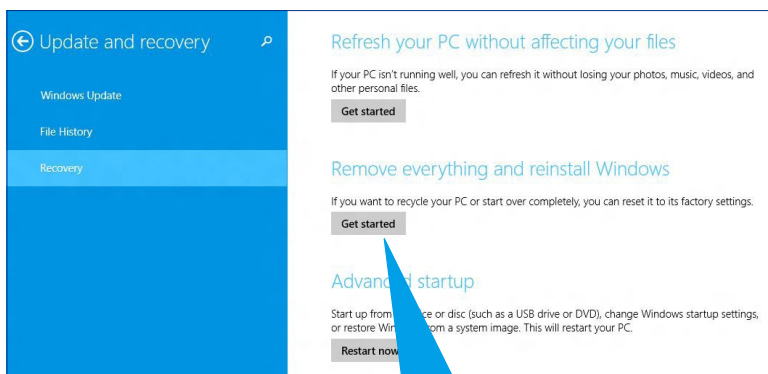 Update and recovery
Windows Update
File History
Recovery
Refresh your PC without affecting your files
If your PC isn't running well, you can refresh it without losing your photos, music, videos, and
other personal files.
Get started
Remove everything and reinstall Windows
If you want to recycle your PC or start over completely, you can reset it to its factory settings.
Get started
Advanced startup
Start up from ce or disc (such as a USB drive or DVD), change Windows startup settings,
or restore Win om a system image. This will restart your PC.
Restart now